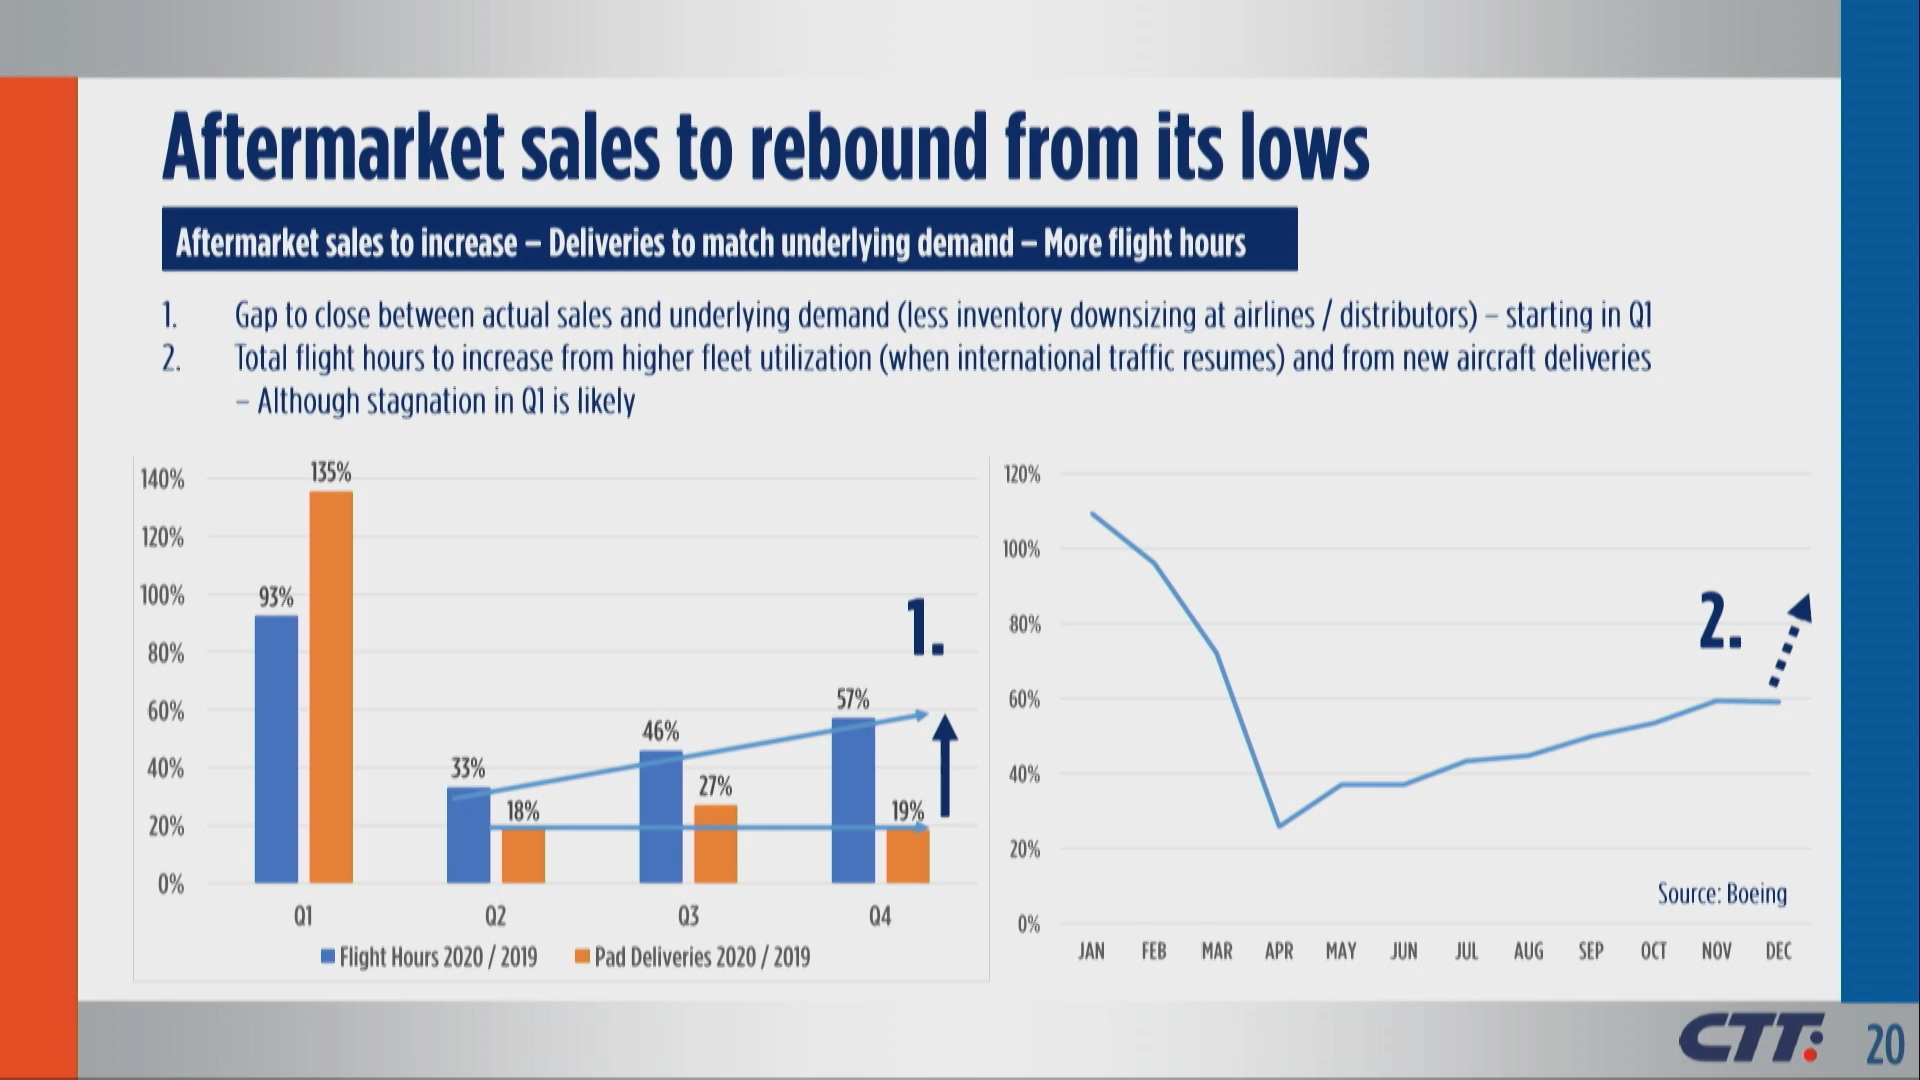 Aftermarket sales to rebound from its lows
Aftermarket sales to increase – Deliveries to match underlying demand – More flight hours
1. Gap to close between actual sales and underlying demand (less inventory downsizing at airlines / distributors) – starting in Q1
2. Total flight hours to increase from higher fleet utilization (when international traffic resumes) and from new aircraft deliveries
– Although stagnation in Q1 is likely
140%
120%
100%
80%
60%
40%
20%
0%
93%
135%
33%
18%
46%
27%
57%
19%
1.
Q1 Q2 Q3 Q4
Flight Hours 2020 / 2019 Pad Deliveries 2020 / 2019
120%
100%
80%
60%
40%
20%
0%
2.
Source: Boeing
JAN FEB MAR APR MAY JUN JUL AUG SEP OCT NOV DEC
CTT
20